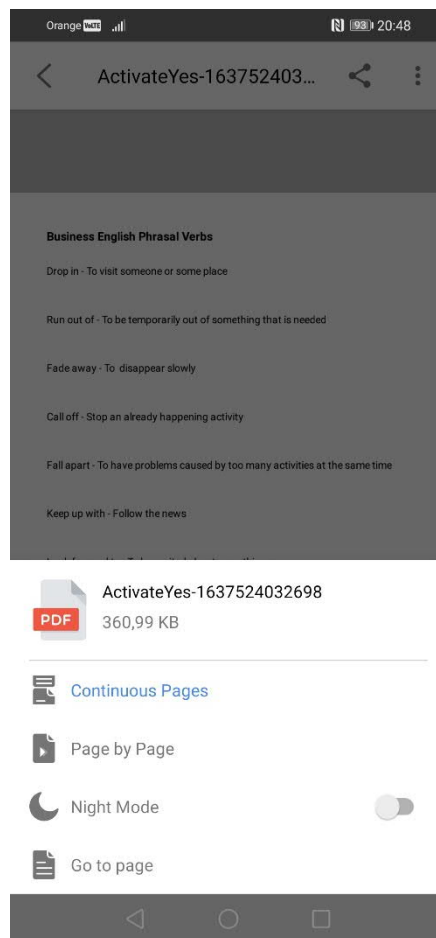 Orange VoLTE 93 20:48
ActivateYes-163752403...
Business English Phrasal Verbs
Drop in - To visit someone or some place
Run out of - To be temporarily out of something that is needed
Fade away - To disappear slowly
Call off - Stop an already happening activity
Fall apart - To have problems caused by too many activities at the same time
Keep up with - Follow the news
ActivateYes-1637524032698
PDF
360,99 KB
Continuous Pages
Page by Page
Night Mode
Go to page